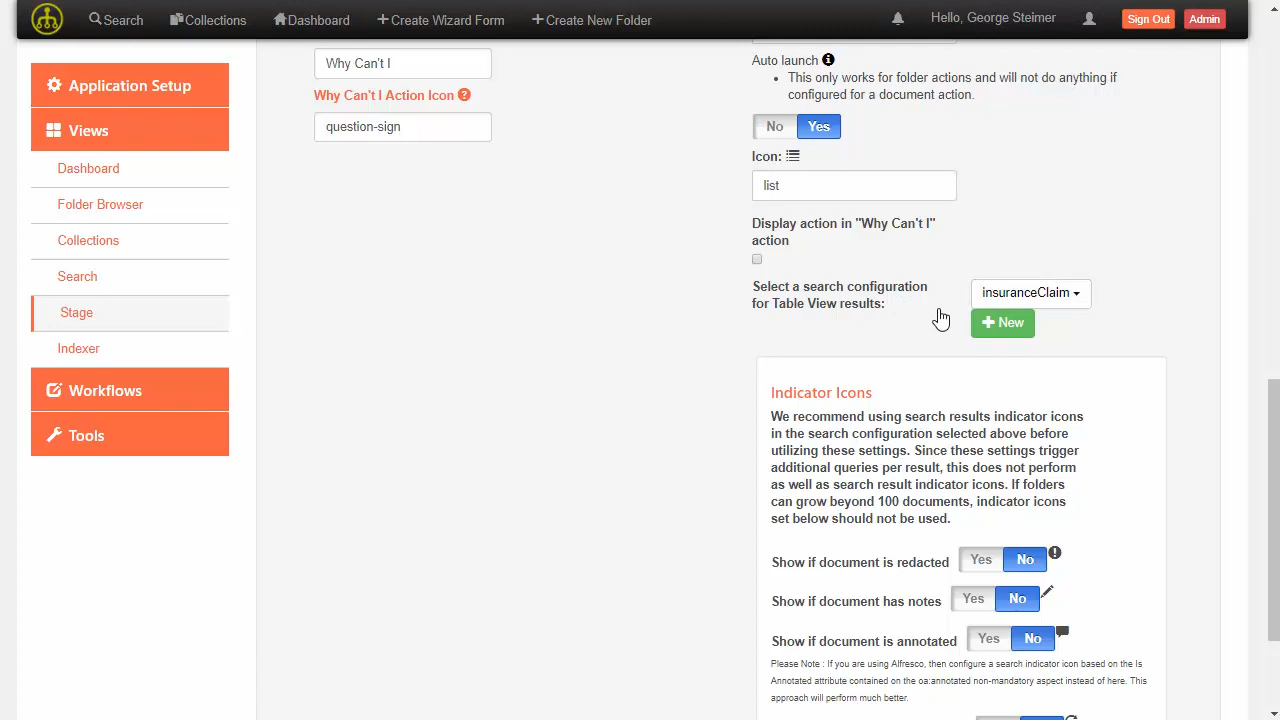 Search Collections Dashboard Create Wizard Form Create New Folder Hello, George Steimer Sign Out Admin
Application Setup
Views
Dashboard
Folder Browser
Collections
Search
Stage
Indexer
Workflows
Tools
Why Can't I
Why Can't I Action Icon
question-sign
Auto launch
This only works for folder actions and will not do anything if
configured for a document action.
No Yes
Icon:
list
Display action in "Why Can't I"
action
Select a search configuration
for Table View results:
insuranceClaim
New
Indicator Icons
We recommend using search results indicator icons
in the search configuration selected above before
utilizing these settings. Since these settings trigger
additional queries per result, this does not perform
as well as search result indicator icons. If folders
can grow beyond 100 documents, indicator icons
set below should not be used.
Show if document is redacted Yes No
Show if document has notes Yes No
Show if document is annotated Yes No
Please Note : If you are using Alfresco, then configure a search indicator icon based on the Is
Annotated attribute contained on the oa:annotated non-mandatory aspect instead of here. This
approach will perform much better.